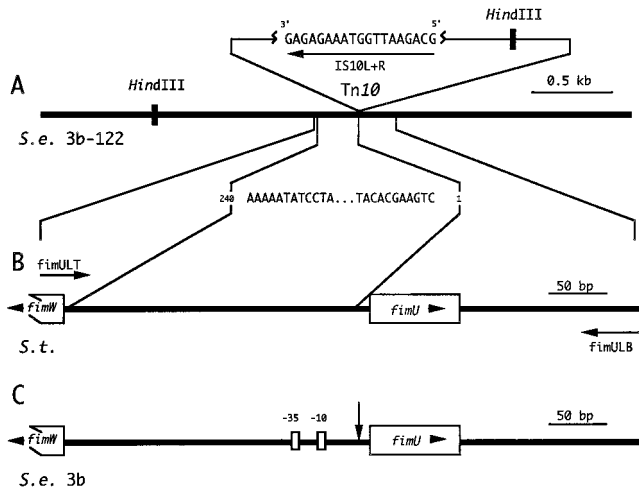 3' GAGAGAAATGGTTAAGACG 5'
HindIII
IS10L+R
0.5 kb
A
HindIII
Tn10
S.e. 3b-122
240 AAAAATATCCTA...TACACGAAGTC 1
B
fimULT
50 bp
fimW
fimU
S.t.
fimULB
C
-35
-10
50 bp
fimW
fimU
S.e. 3b